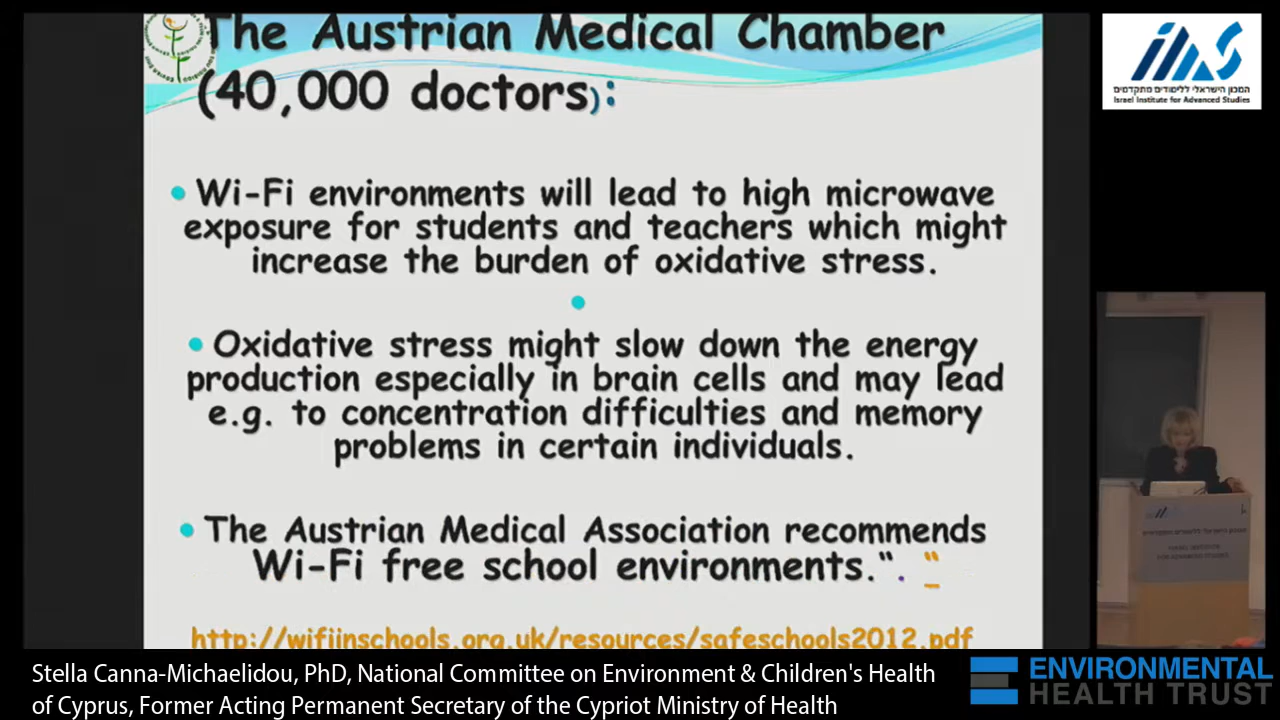 The Austrian Medical Chamber
(40,000 doctors):
Wi-Fi environments will lead to high microwave
exposure for students and teachers which might
increase the burden of oxidative stress.
Oxidative stress might slow down the energy
production especially in brain cells and may lead
e.g. to concentration difficulties and memory
problems in certain individuals.
The Austrian Medical Association recommends
Wi-Fi free school environments.“. “
http://wifiinschools.org.uk/resources/safeschools2012.pdf
המכון הישראלי ללימודים מתקדמים
Israel Institute for Advanced Studies
Stella Canna-Michaelidou, PhD, National Committee on Environment & Children's Health
of Cyprus, Former Acting Permanent Secretary of the Cypriot Ministry of Health
ENVIRONMENTAL
HEALTH TRUST